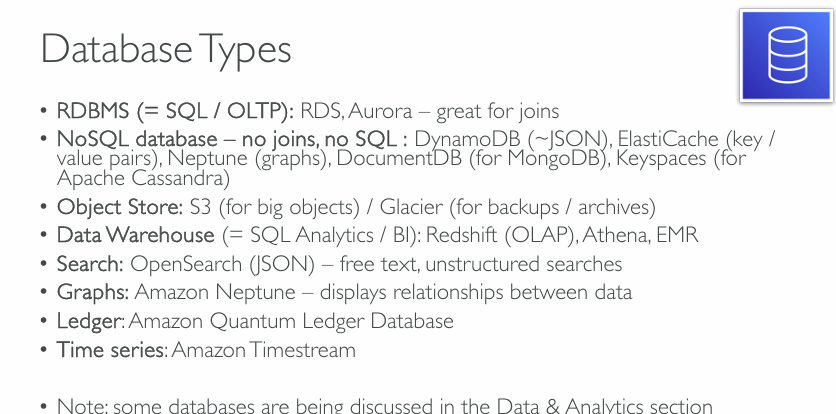 Database Types
• RDBMS (= SQL / OLTP): RDS, Aurora – great for joins
• NoSQL database – no joins, no SQL : DynamoDB (~JSON), ElastiCache (key /
value pairs), Neptune (graphs), DocumentDB (for MongoDB), Keyspaces (for
Apache Cassandra)
• Object Store: S3 (for big objects) / Glacier (for backups / archives)
• Data Warehouse (= SQL Analytics / BI): Redshift (OLAP), Athena, EMR
• Search: OpenSearch (JSON) – free text, unstructured searches
• Graphs: Amazon Neptune – displays relationships between data
• Ledger: Amazon Quantum Ledger Database
• Time series: Amazon Timestream
• Note: some databases are being discussed in the Data & Analytics section